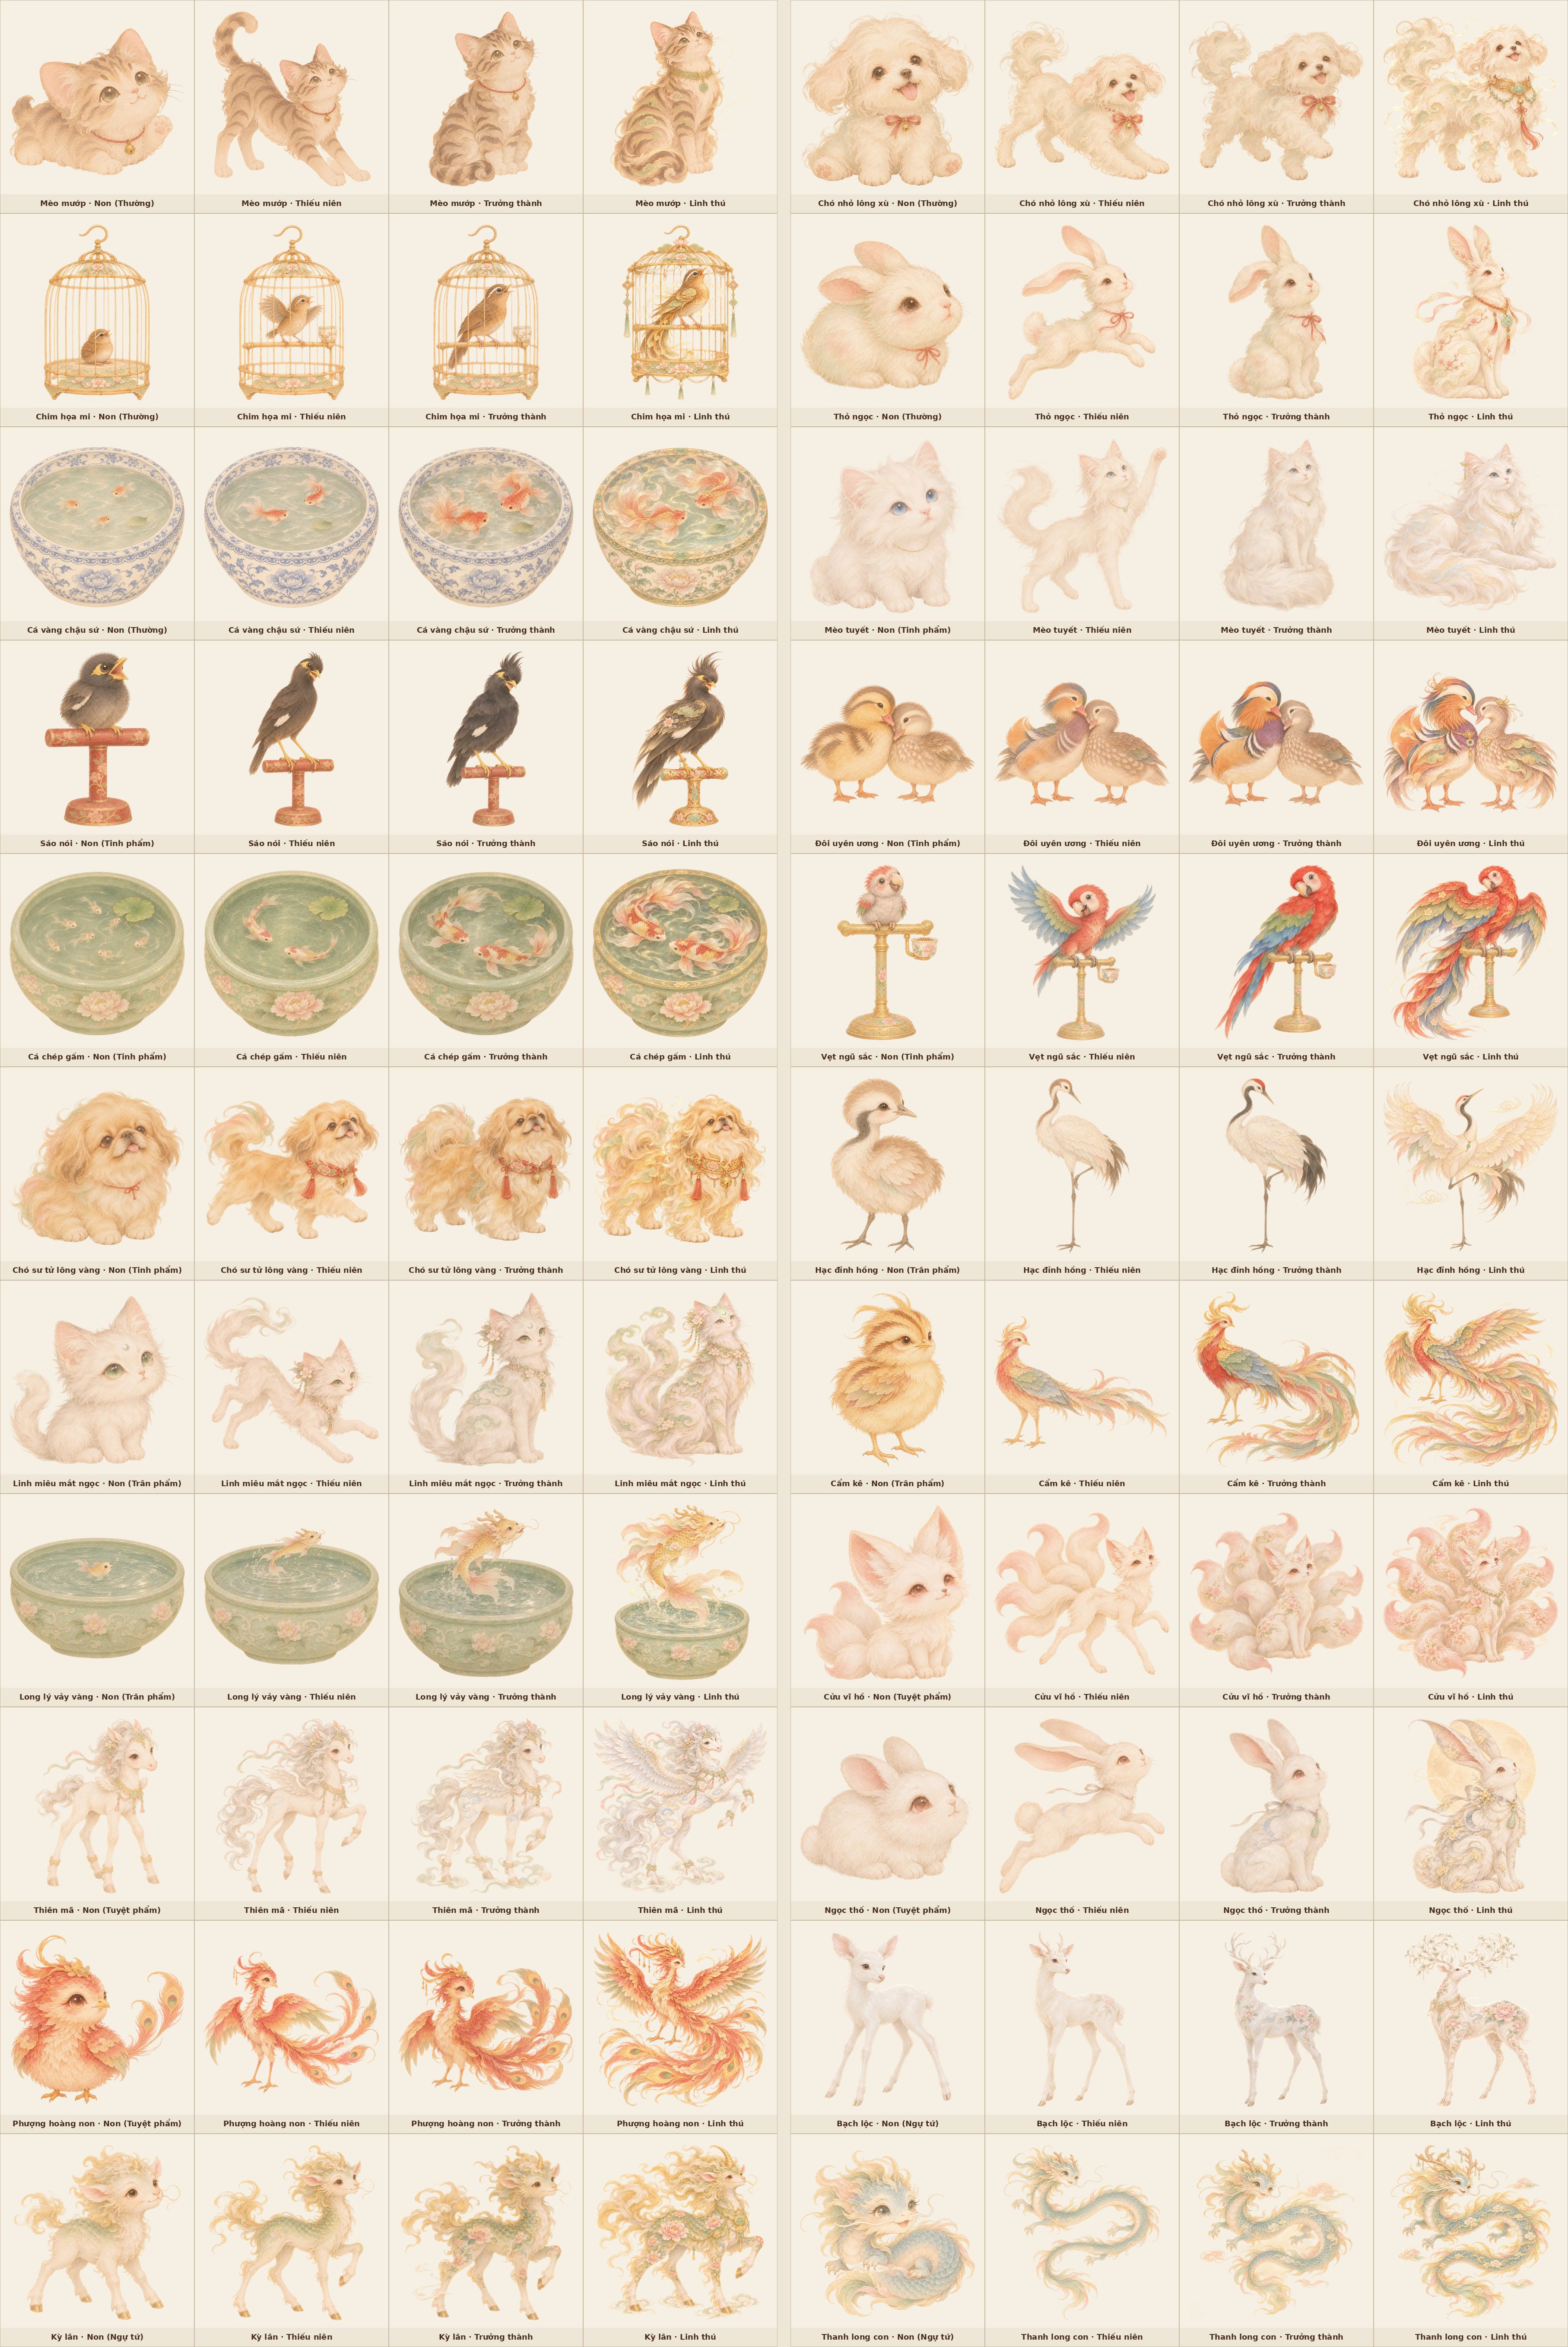 Mèo mướp · Non (Thường)
Mèo mướp · Thiếu niên
Mèo mướp · Trưởng thành
Mèo mướp · Linh thú
Chó nhỏ lông xù · Non (Thường)
Chó nhỏ lông xù · Thiếu niên
Chó nhỏ lông xù · Trưởng thành
Chó nhỏ lông xù · Linh thú
Chim họa mi · Non (Thường)
Chim họa mi · Thiếu niên
Chim họa mi · Trưởng thành
Chim họa mi · Linh thú
Thỏ ngọc · Non (Thường)
Thỏ ngọc · Thiếu niên
Thỏ ngọc · Trưởng thành
Thỏ ngọc · Linh thú
Cá vàng chậu sứ · Non (Thường)
Cá vàng chậu sứ · Thiếu niên
Cá vàng chậu sứ · Trưởng thành
Cá vàng chậu sứ · Linh thú
Mèo tuyết · Non (Tinh phẩm)
Mèo tuyết · Thiếu niên
Mèo tuyết · Trưởng thành
Mèo tuyết · Linh thú
Sáo nói · Non (Tinh phẩm)
Sáo nói · Thiếu niên
Sáo nói · Trưởng thành
Sáo nói · Linh thú
Đôi uyên ương · Non (Tinh phẩm)
Đôi uyên ương · Thiếu niên
Đôi uyên ương · Trưởng thành
Đôi uyên ương · Linh thú
Cá chép gấm · Non (Tinh phẩm)
Cá chép gấm · Thiếu niên
Cá chép gấm · Trưởng thành
Cá chép gấm · Linh thú
Vẹt ngũ sắc · Non (Tinh phẩm)
Vẹt ngũ sắc · Thiếu niên
Vẹt ngũ sắc · Trưởng thành
Vẹt ngũ sắc · Linh thú
Chó sư tử lông vàng · Non (Tinh phẩm)
Chó sư tử lông vàng · Thiếu niên
Chó sư tử lông vàng · Trưởng thành
Chó sư tử lông vàng · Linh thú
Hạc đỉnh hồng · Non (Trân phẩm)
Hạc đỉnh hồng · Thiếu niên
Hạc đỉnh hồng · Trưởng thành
Hạc đỉnh hồng · Linh thú
Linh miêu mắt ngọc · Non (Trân phẩm)
Linh miêu mắt ngọc · Thiếu niên
Linh miêu mắt ngọc · Trưởng thành
Linh miêu mắt ngọc · Linh thú
Cẩm kê · Non (Trân phẩm)
Cẩm kê · Thiếu niên
Cẩm kê · Trưởng thành
Cẩm kê · Linh thú
Long lý vảy vàng · Non (Trân phẩm)
Long lý vảy vàng · Thiếu niên
Long lý vảy vàng · Trưởng thành
Long lý vảy vàng · Linh thú
Cửu vĩ hồ · Non (Tuyệt phẩm)
Cửu vĩ hồ · Thiếu niên
Cửu vĩ hồ · Trưởng thành
Cửu vĩ hồ · Linh thú
Thiên mã · Non (Tuyệt phẩm)
Thiên mã · Thiếu niên
Thiên mã · Trưởng thành
Thiên mã · Linh thú
Ngọc thố · Non (Tuyệt phẩm)
Ngọc thố · Thiếu niên
Ngọc thố · Trưởng thành
Ngọc thố · Linh thú
Phượng hoàng non · Non (Tuyệt phẩm)
Phượng hoàng non · Thiếu niên
Phượng hoàng non · Trưởng thành
Phượng hoàng non · Linh thú
Bạch lộc · Non (Ngự tứ)
Bạch lộc · Thiếu niên
Bạch lộc · Trưởng thành
Bạch lộc · Linh thú
Kỳ lân · Non (Ngự tứ)
Kỳ lân · Thiếu niên
Kỳ lân · Trưởng thành
Kỳ lân · Linh thú
Thanh long con · Non (Ngự tứ)
Thanh long con · Thiếu niên
Thanh long con · Trưởng thành
Thanh long con · Linh thú